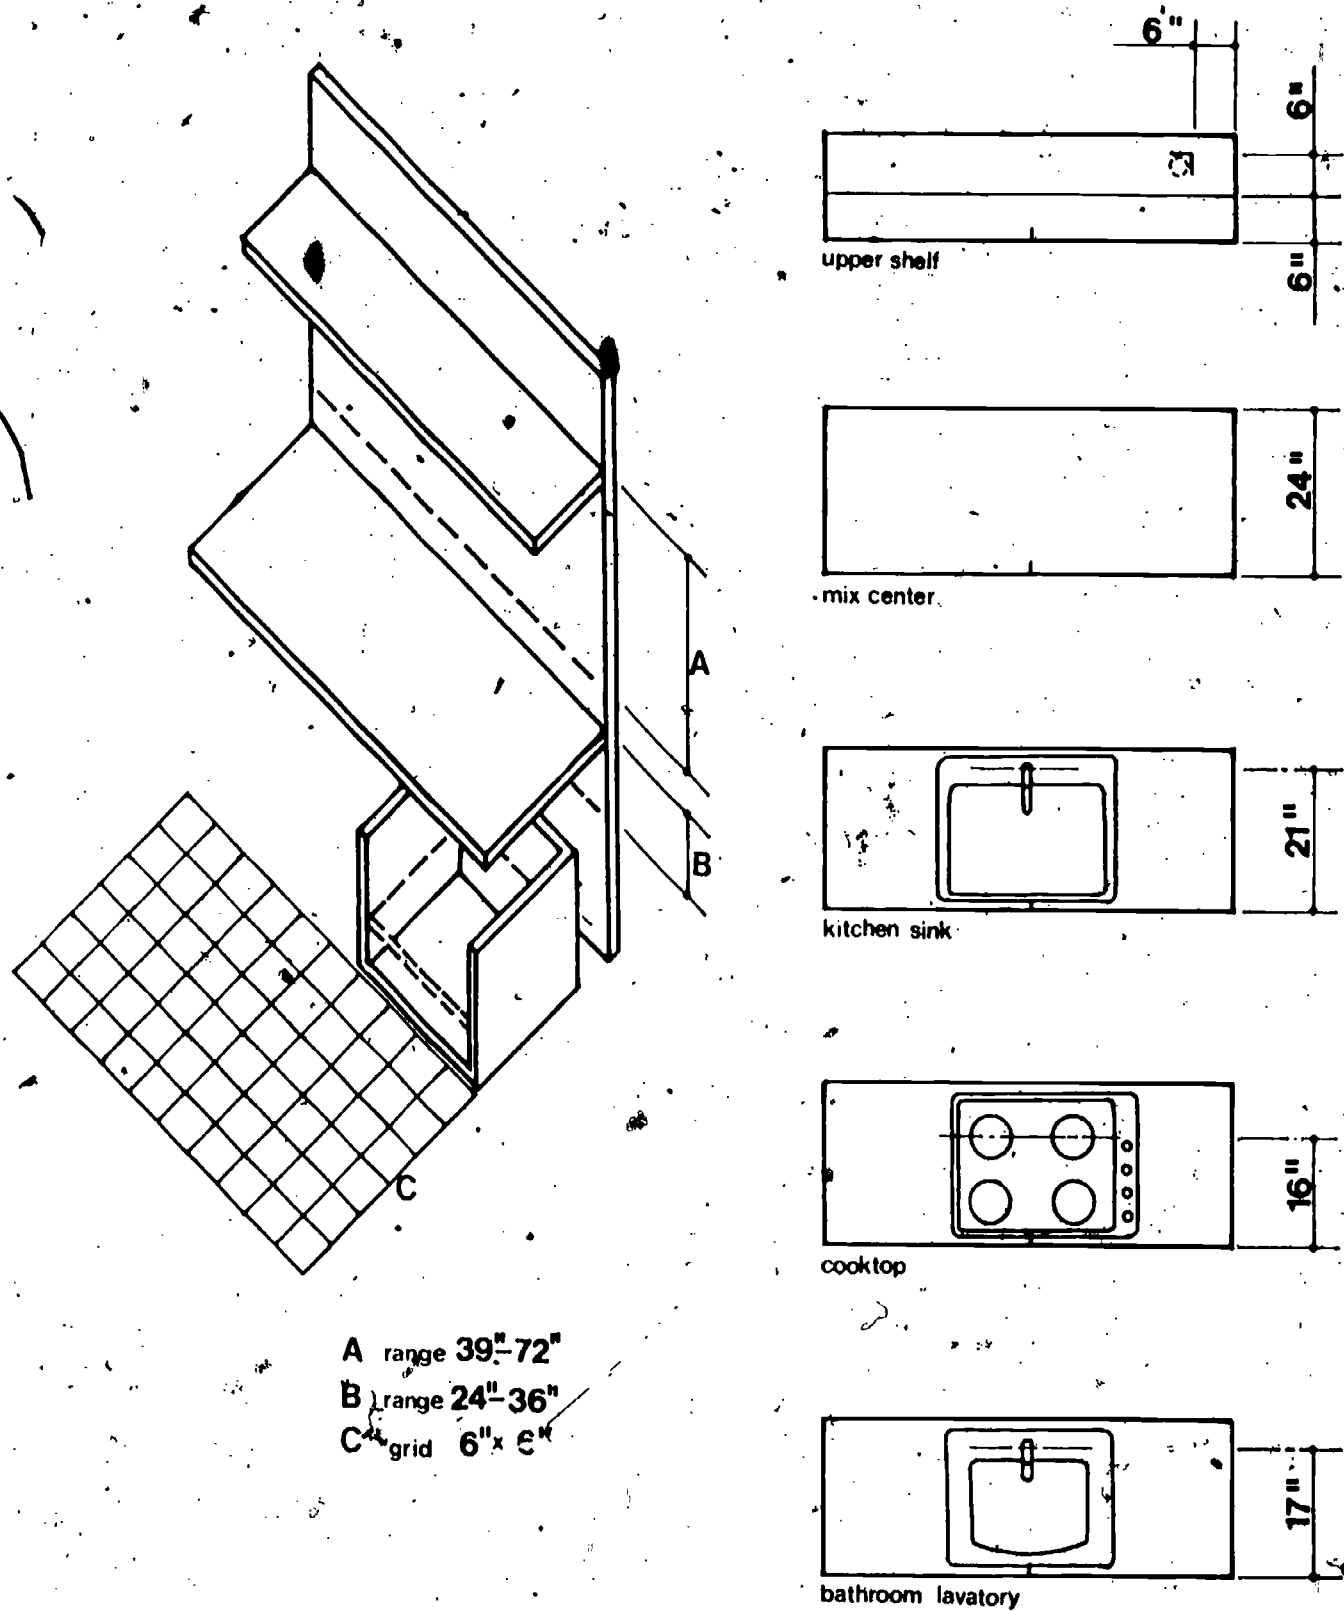 6"
6"
upper shelf
6"
24"
mix center
A
21"
B
kitchen sink
16"
C
cooktop
A range 39"-72"
B range 24"-36"
C grid 6"x 6"
17"
bathroom lavatory